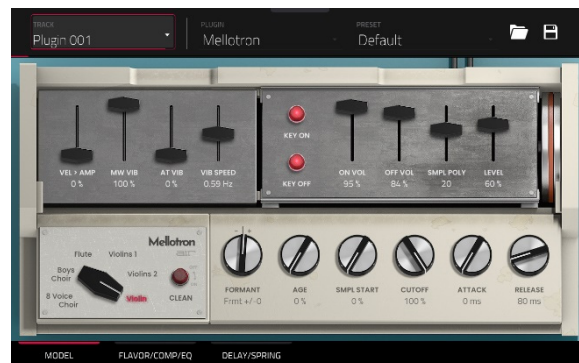 TRACK
Plugin 001
PLUGIN
Mellotron
PRESET
Default
KEY ON
KEY OFF
VEL > AMP
0 %
MW VIB
100 %
AT VIB
0 %
VIB SPEED
0.59 Hz
ON VOL
95 %
OFF VOL
84 %
SMPL POLY
20
LEVEL
60 %
Mellotron
Flute
Violins 1
Boys
Choir
Violins 2
8 Voice
Choir
Violin
CLEAN
FORMANT
Frmt +/-0
AGE
0 %
SMPL START
0 %
CUTOFF
100 %
ATTACK
0 ms
RELEASE
80 ms
MODEL
FLAVOR/COMP/EQ
DELAY/SPRING